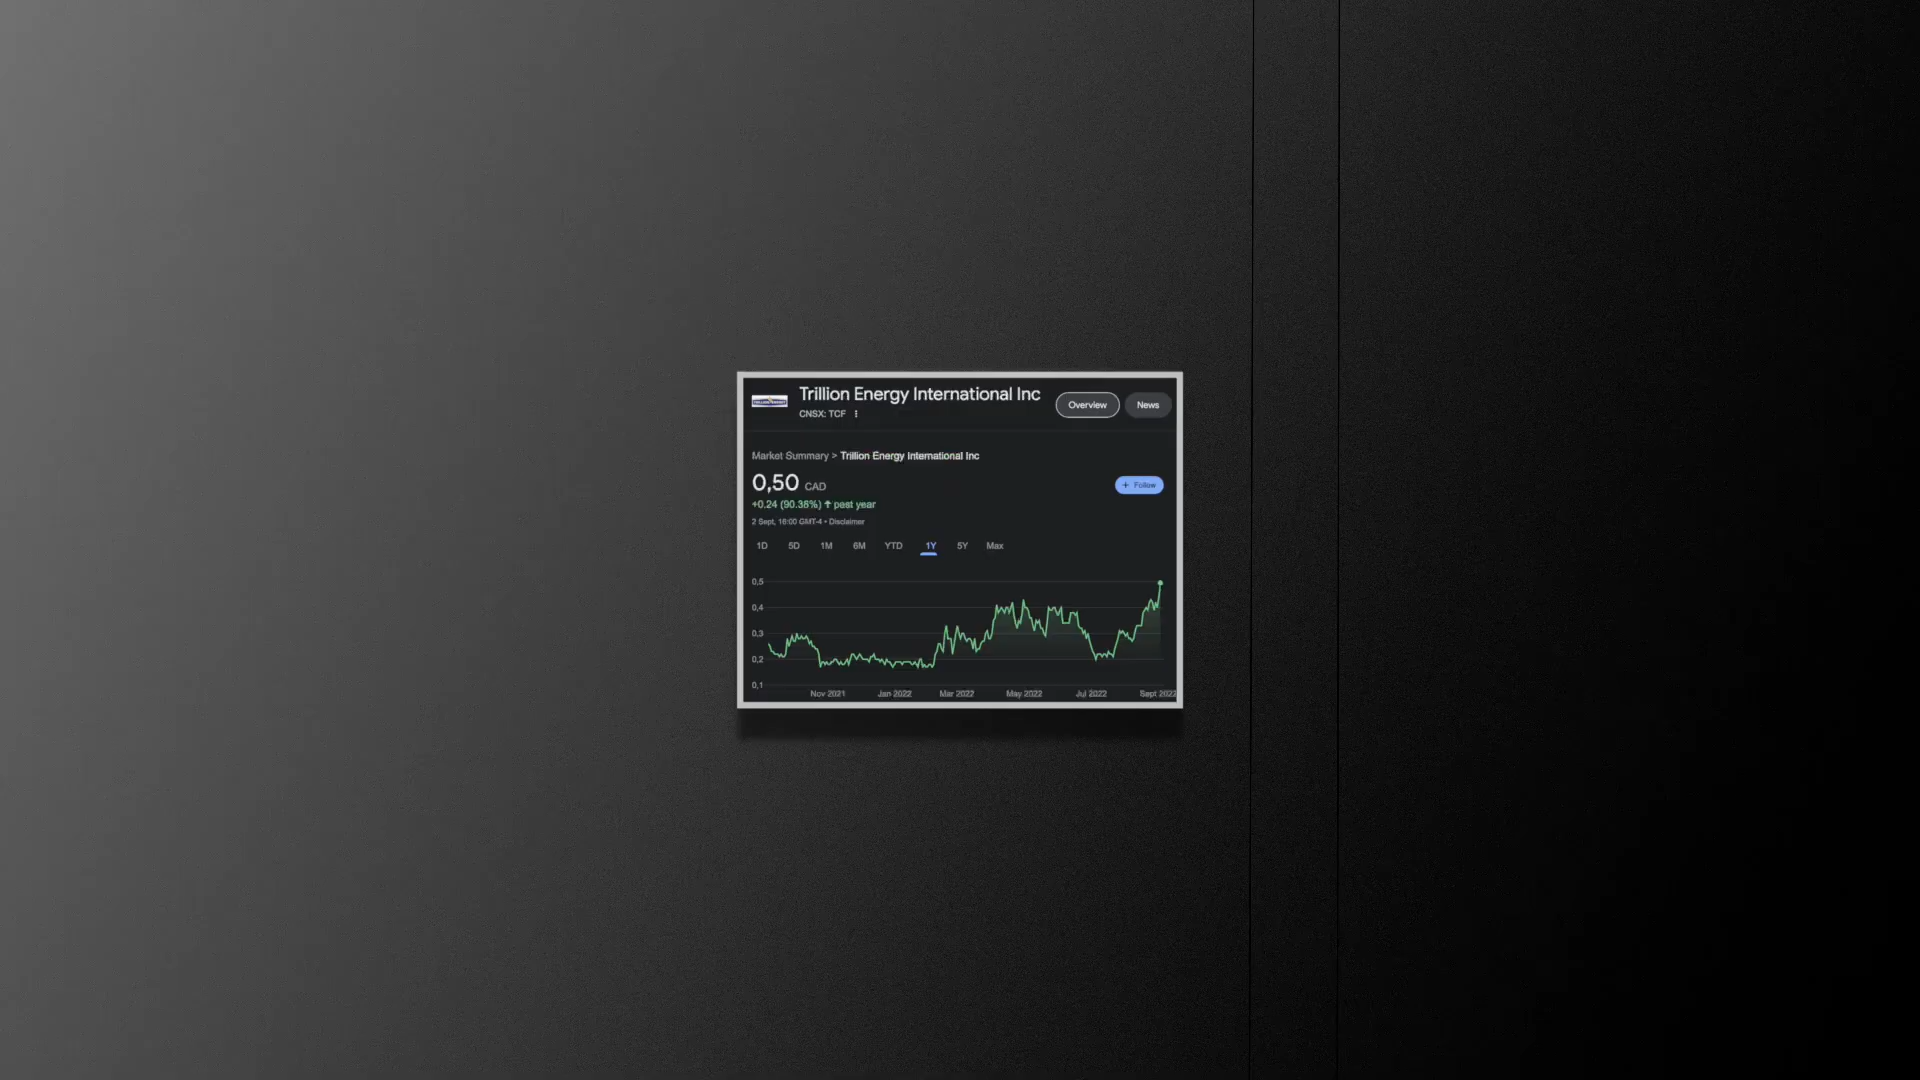 Trillion Energy International Inc
CNSX: TCF
Overview
News
Market Summary > Trillion Energy International Inc
0,50 CAD
+ Follow
+0.24 (90.38%) ↑ past year
2 Sept, 16:00 GMT-4 • Disclaimer
1D 5D 1M 6M YTD 1Y 5Y Max
0,5
0,4
0,3
0,2
0,1
Nov 2021 Jan 2022 Mar 2022 May 2022 Jul 2022 Sept 2022